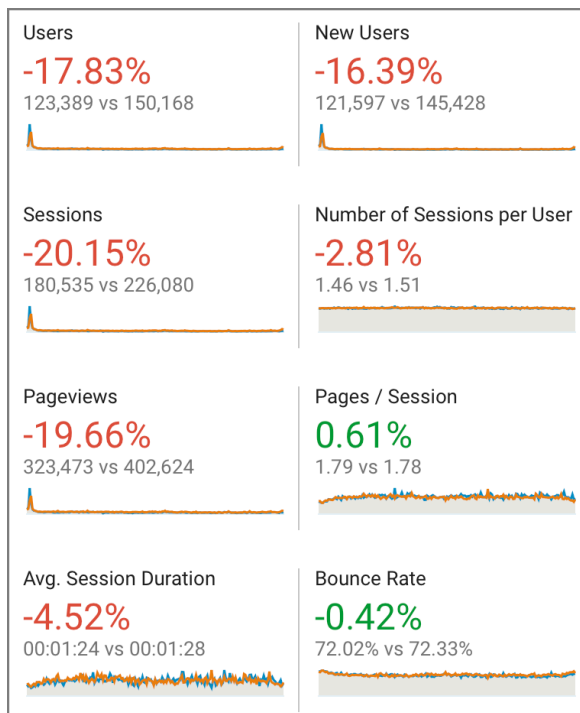 Users
-17.83%
123,389 vs 150,168
New Users
-16.39%
121,597 vs 145,428
Sessions
-20.15%
180,535 vs 226,080
Number of Sessions per User
-2.81%
1.46 vs 1.51
Pageviews
-19.66%
323,473 vs 402,624
Pages / Session
0.61%
1.79 vs 1.78
Avg. Session Duration
-4.52%
00:01:24 vs 00:01:28
Bounce Rate
-0.42%
72.02% vs 72.33%